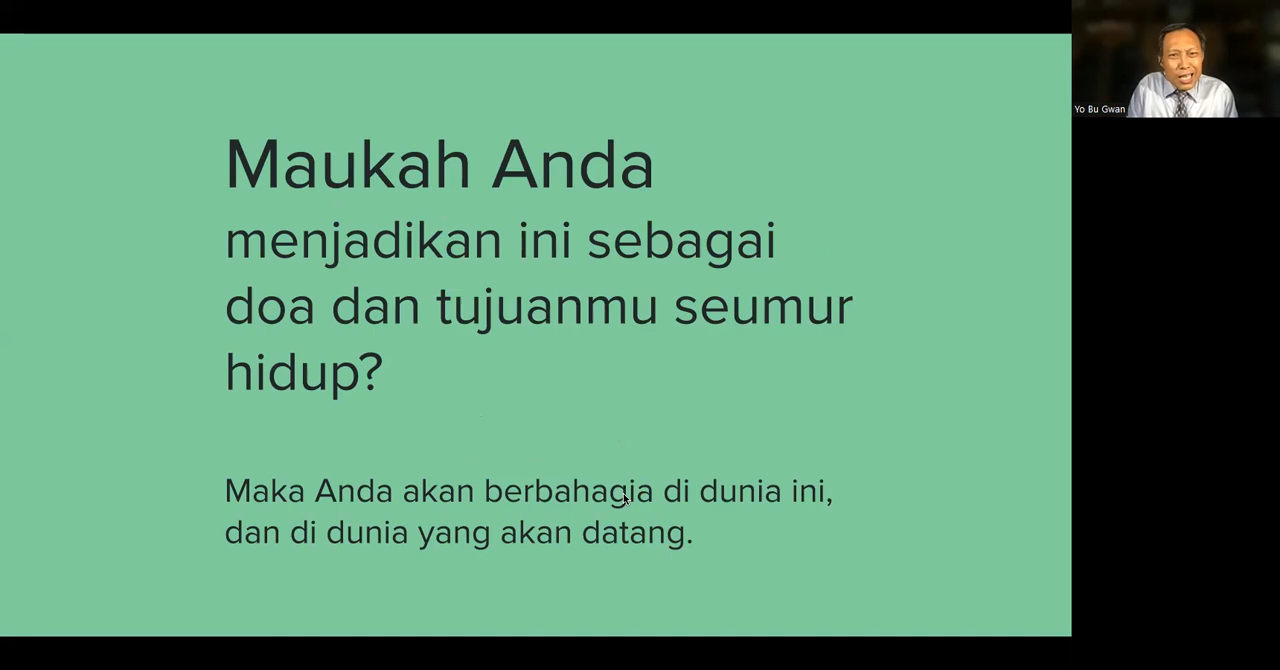 Maukah Anda
menjadikan ini sebagai
doa dan tujuanmu seumur
hidup?
Maka Anda akan berbahagia di dunia ini,
dan di dunia yang akan datang.
Yo Bu Gwan